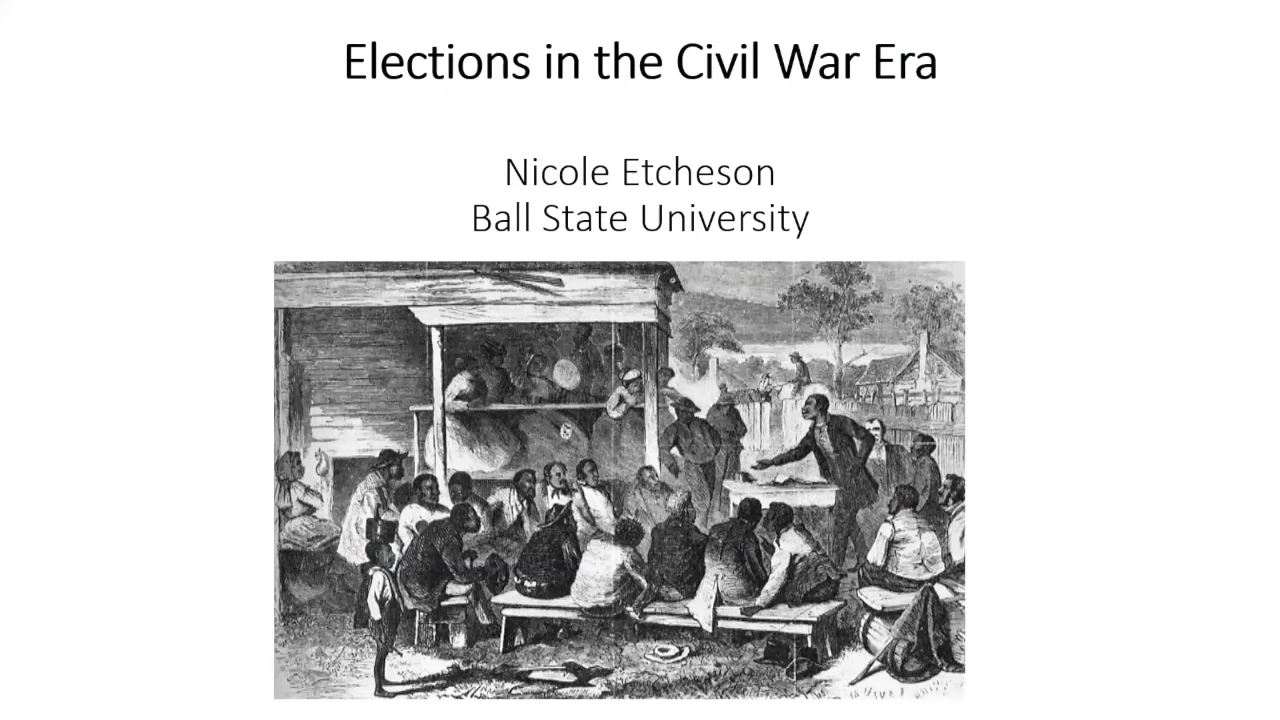 Elections in the Civil War Era
Nicole Etcheson
Ball State University